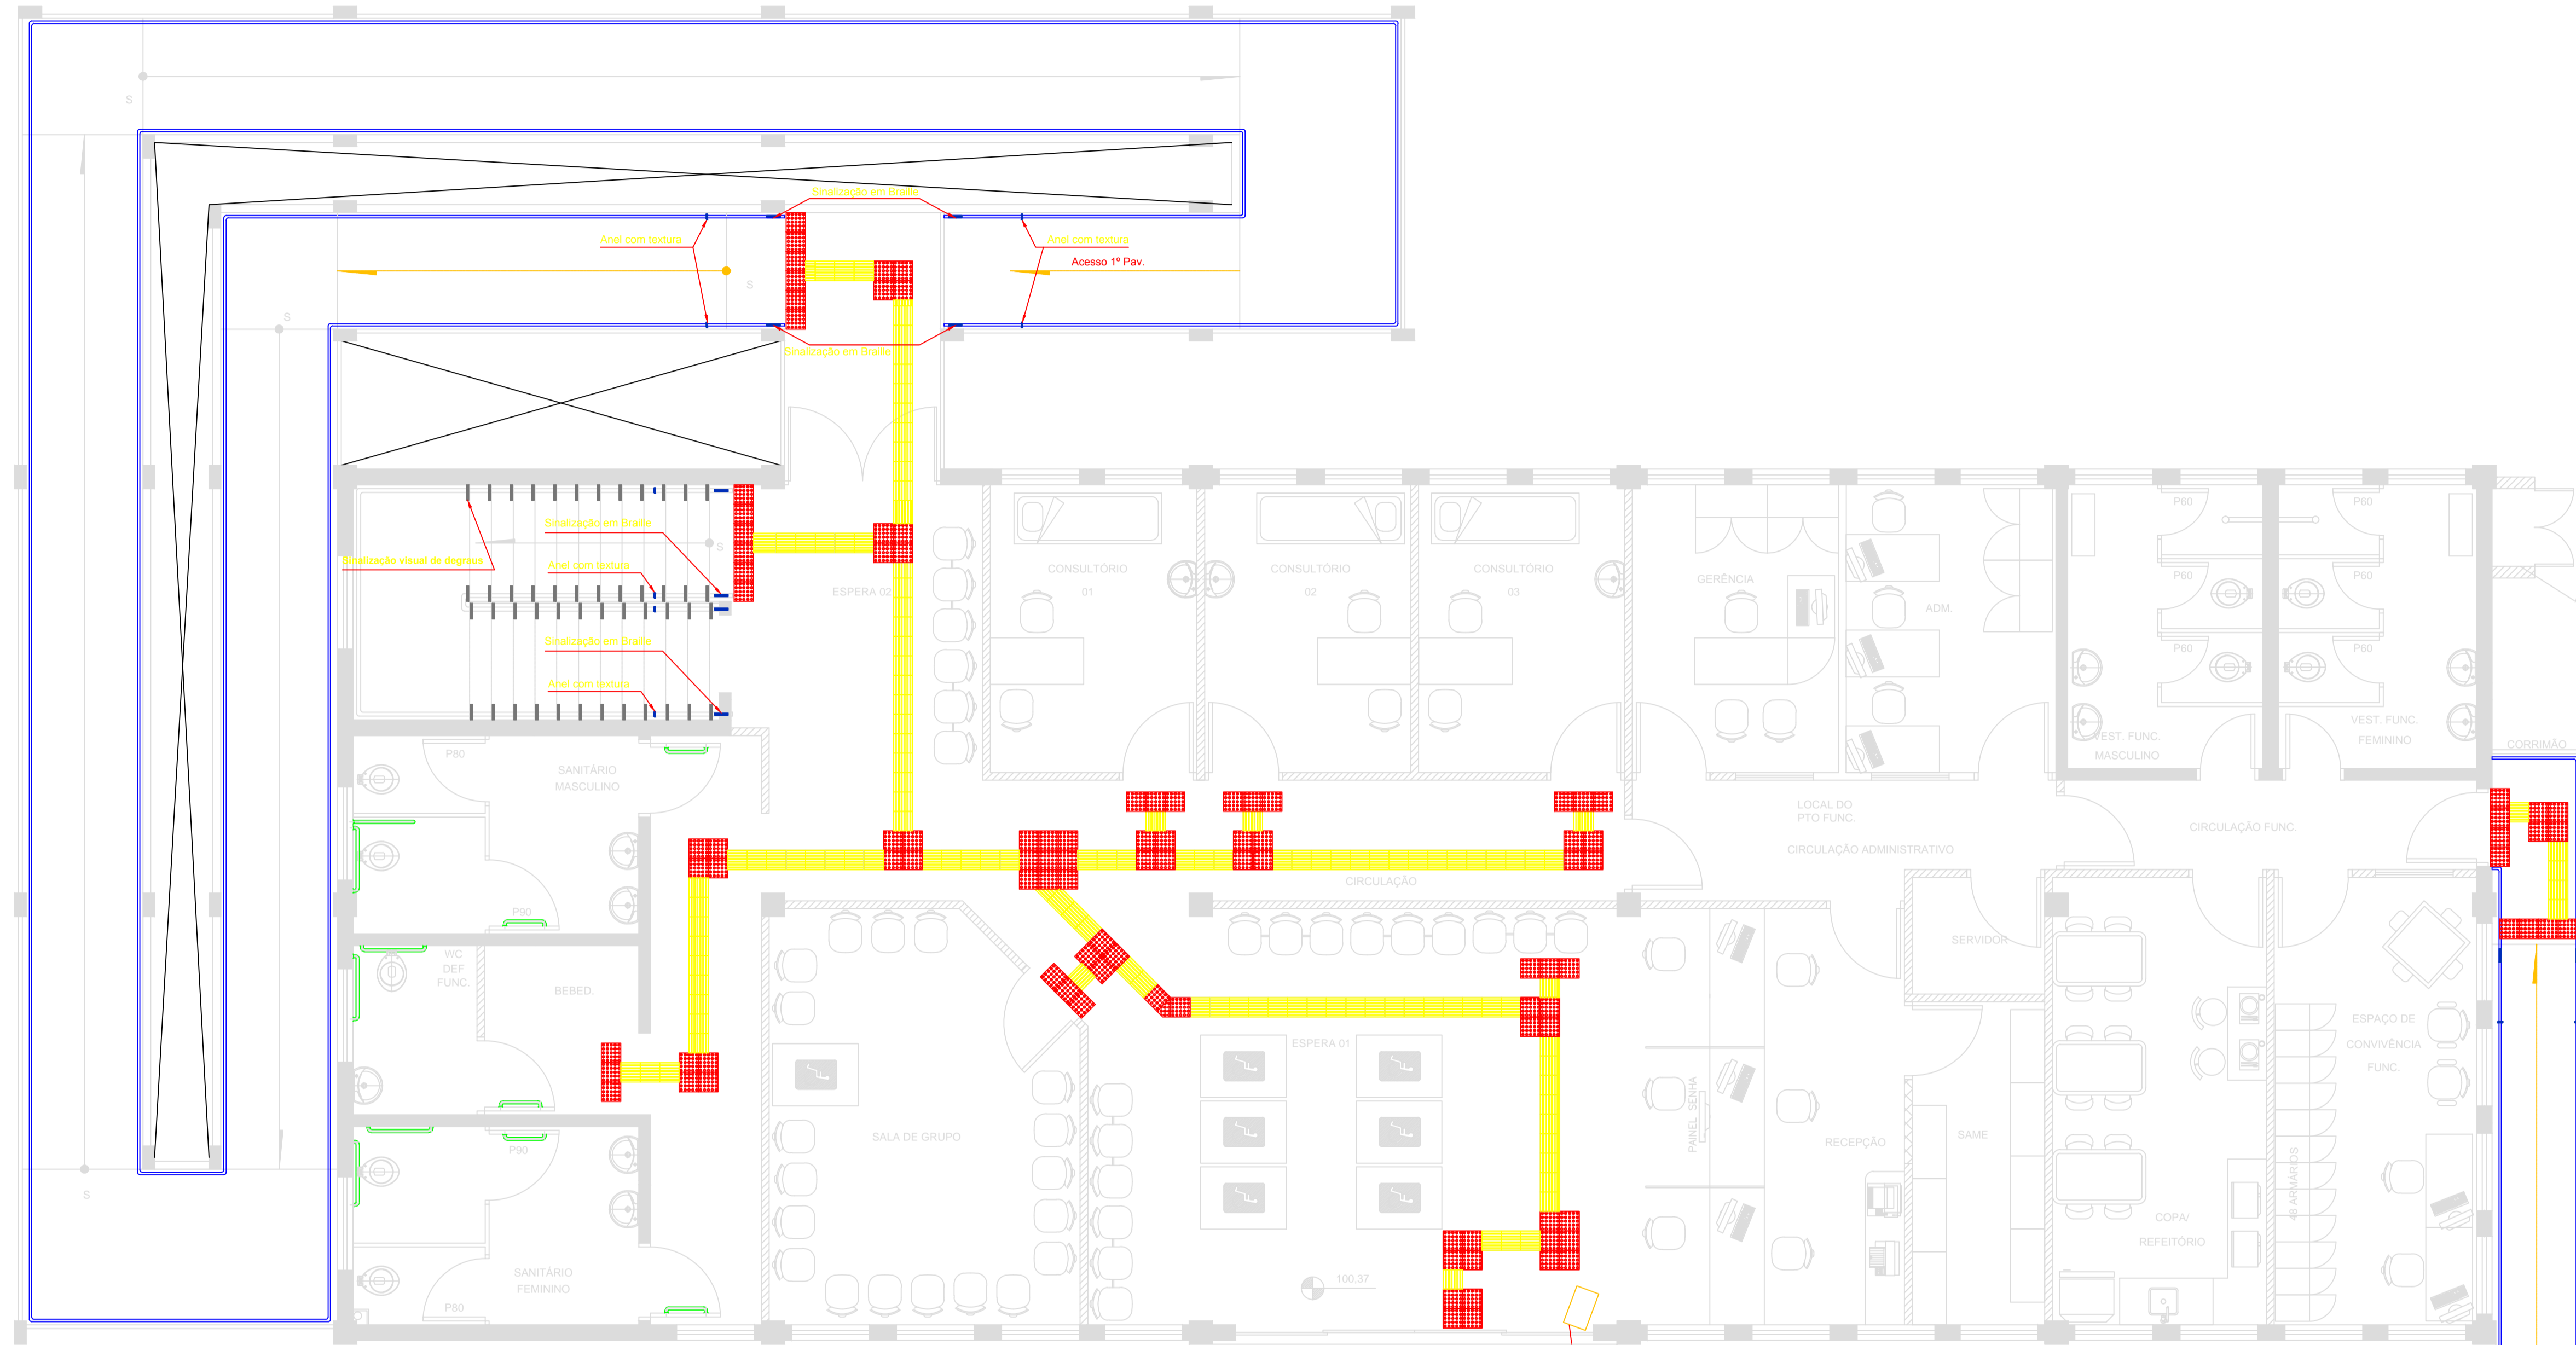 S
Sinalização em Braille
Anel com textura
Anel com textura
Acesso 1º Pav.
S
S
Sinalização em Braille
P60
P60
Sinalização em Braille
S
Sinalização visual de degraus
Anel com textura
ESPERA 02
CONSULTÓRIO
01
CONSULTÓRIO
02
CONSULTÓRIO
03
GERÊNCIA
ADM.
P60
P60
Sinalização em Braille
P60
P60
Anel com textura
VEST. FUNC.
MASCULINO
VEST. FUNC.
FEMININO
CORRIMÃO
P80
SANITÁRIO
MASCULINO
LOCAL DO
PTO FUNC.
CIRCULAÇÃO FUNC.
CIRCULAÇÃO ADMINISTRATIVO
CIRCULAÇÃO
P90
WC
DEF
FUNC.
BEBED.
SERVIDOR
ESPERA 01
ESPAÇO DE
CONVIVÊNCIA
FUNC.
PAINEL SENHA
SALA DE GRUPO
RECEPÇÃO
SAME
P90
S
48 ARMÁRIOS
COPA/
REFEITÓRIO
SANITÁRIO
FEMININO
P80
100,37